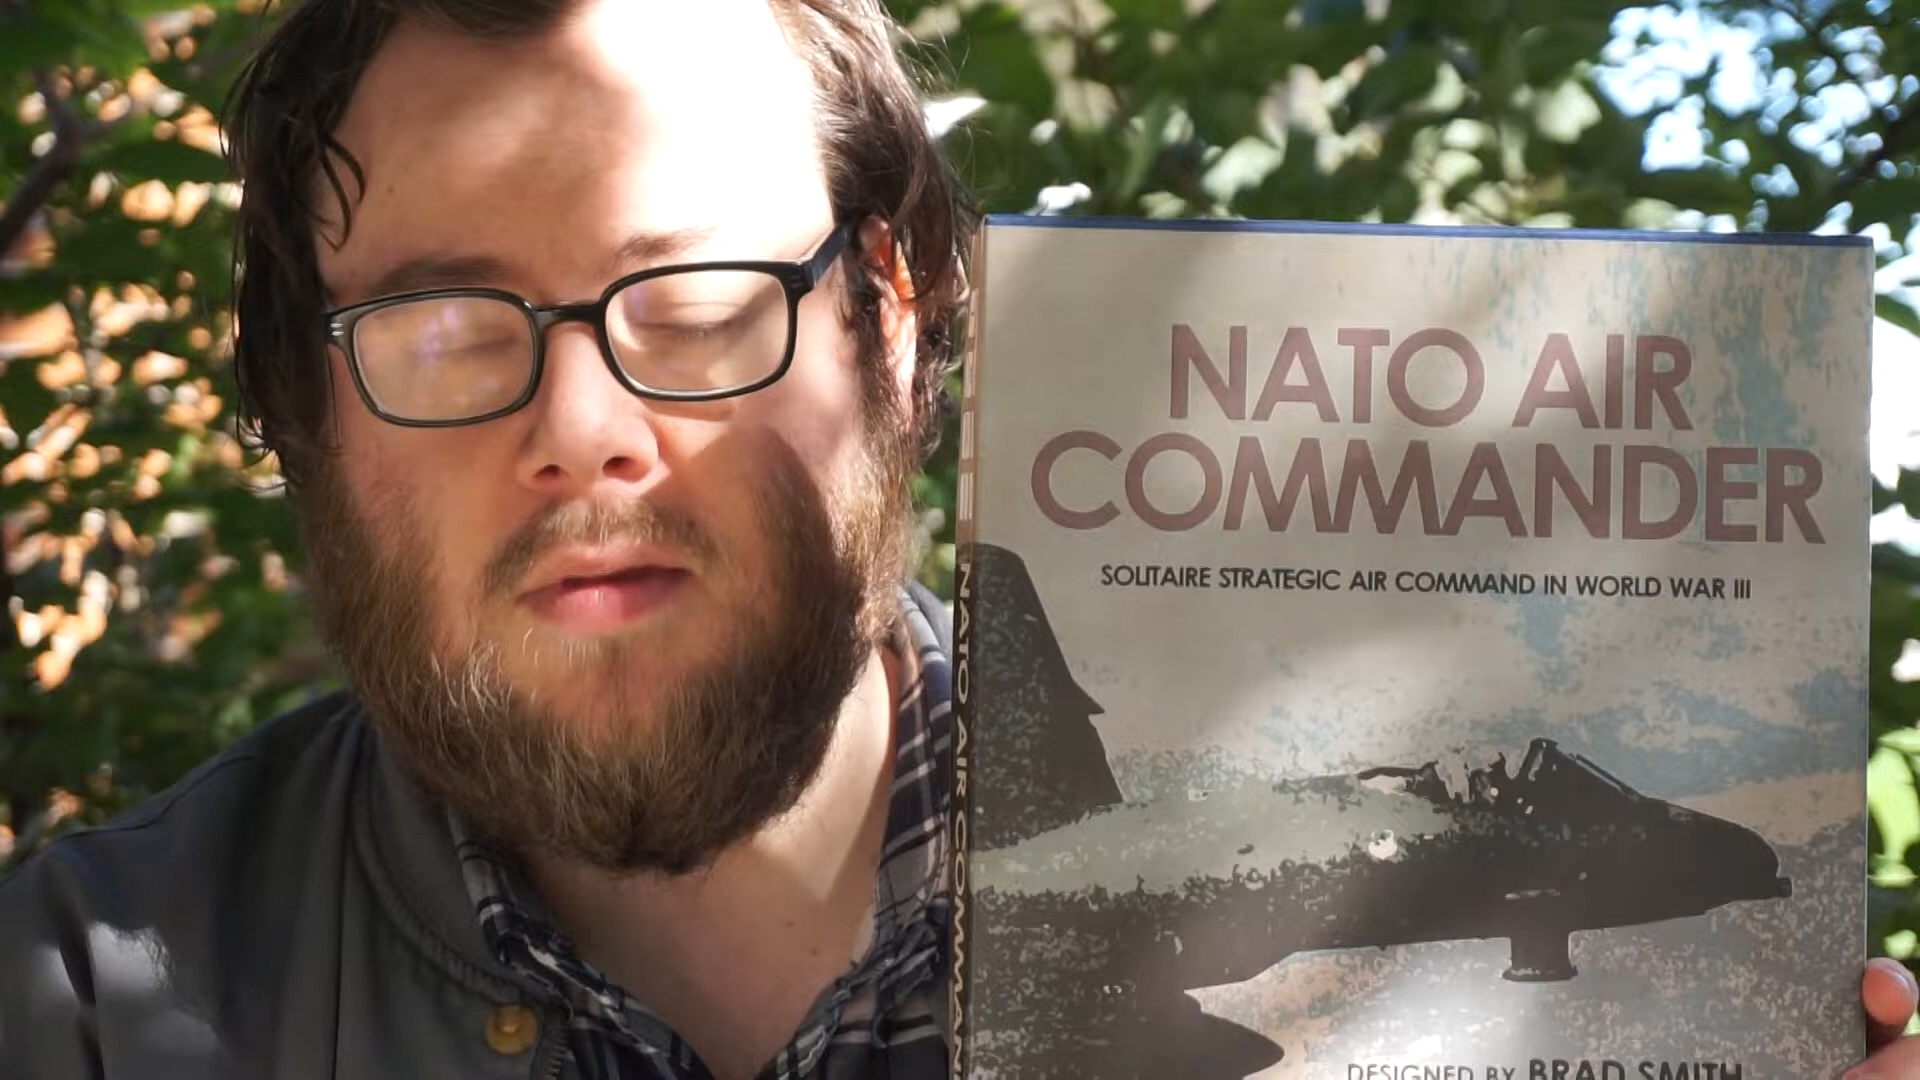 NATO AIR
COMMANDER
SOLITAIRE STRATEGIC AIR COMMAND IN WORLD WAR III
DESIGNED BY BRAD SMITH
NATO AIR COMMAN